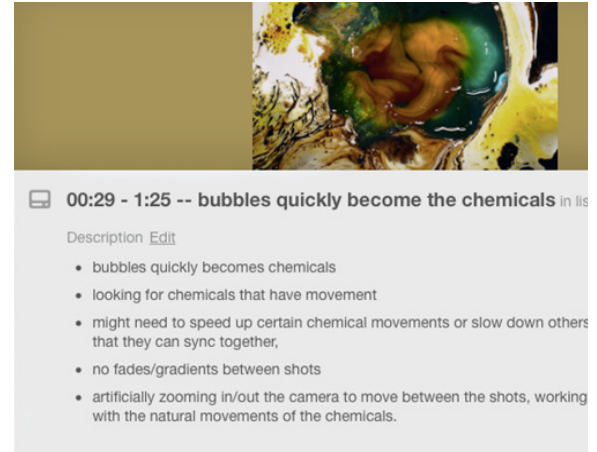 00:29 - 1:25 -- bubbles quickly become the chemicals in
Description Edit
• bubbles quickly becomes chemicals
• looking for chemicals that have movement
• might need to speed up certain chemical movements or slow down others
that they can sync together,
• no fades/gradients between shots
• artificially zooming in/out the camera to move between the shots, working
with the natural movements of the chemicals.